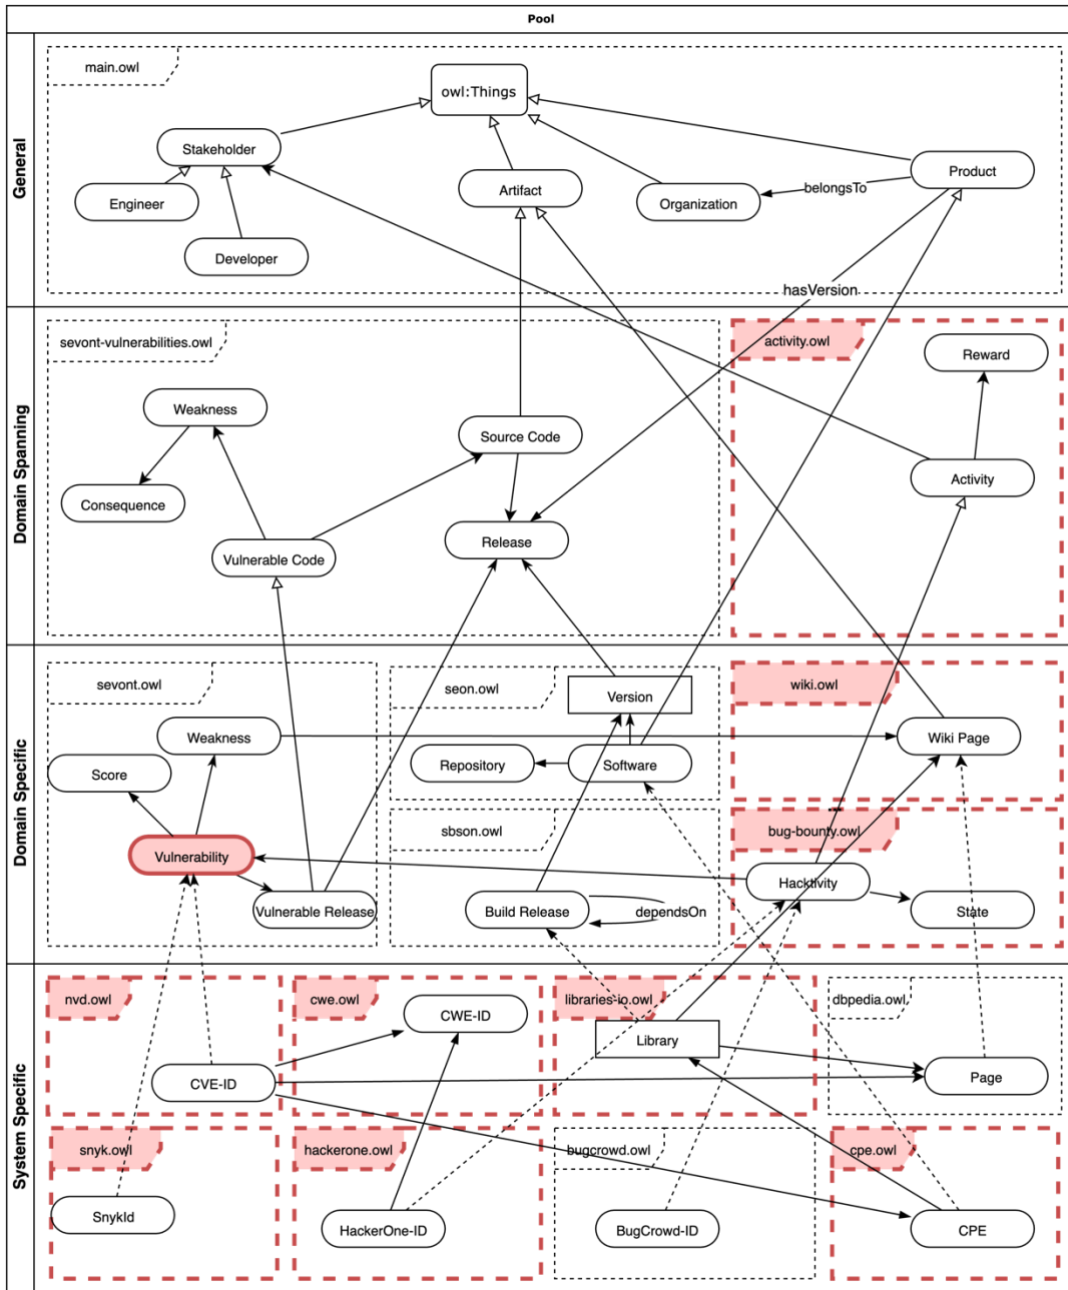 Pool
General
main.owl
owl:Things
Stakeholder
Engineer
Developer
Artifact
Organization
belongsTo
Product
hasVersion
Domain Spanning
sevont-vulnerabilities.owl
Weakness
Consequence
Vulnerable Code
Source Code
Release
activity.owl
Reward
Activity
Domain Specific
sevont.owl
Weakness
Score
Vulnerability
Vulnerable Release
seon.owl
Version
Repository
Software
sbson.owl
Build Release
dependsOn
wiki.owl
Wiki Page
bug-bounty.owl
Hacktivity
State
System Specific
nvd.owl
CVE-ID
cwe.owl
CWE-ID
libraries-io.owl
Library
dbpedia.owl
Page
snyk.owl
SnykId
hackerone.owl
HackerOne-ID
bugcrowd.owl
BugCrowd-ID
cpe.owl
CPE